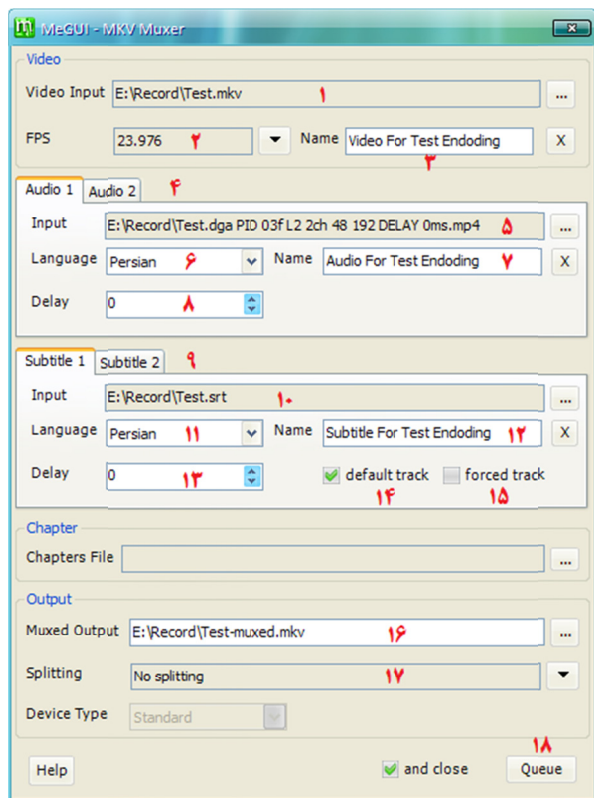 MeGUI - MKV Muxer
Video
Video Input E:\Record\Test.mkv ۱ ...
FPS 23.976 ۲ Name Video For Test Endoding X
۳
Audio 1 Audio 2 ۴
Input E:\Record\Test.dga PID 03f L2 2ch 48 192 DELAY 0ms.mp4 ۵ ...
Language Persian ۶ Name Audio For Test Endoding ۷ X
Delay 0 ۸
Subtitle 1 Subtitle 2 ۹
Input E:\Record\Test.srt ۱۰ ...
Language Persian ۱۱ Name Subtitle For Test Endoding ۱۲ X
Delay 0 ۱۳ default track forced track
۱۴ ۱۵
Chapter
Chapters File ...
Output
Muxed Output E:\Record\Test-muxed.mkv ۱۶ ...
Splitting No splitting ۱۷
Device Type Standard
۱۸
Help and close Queue